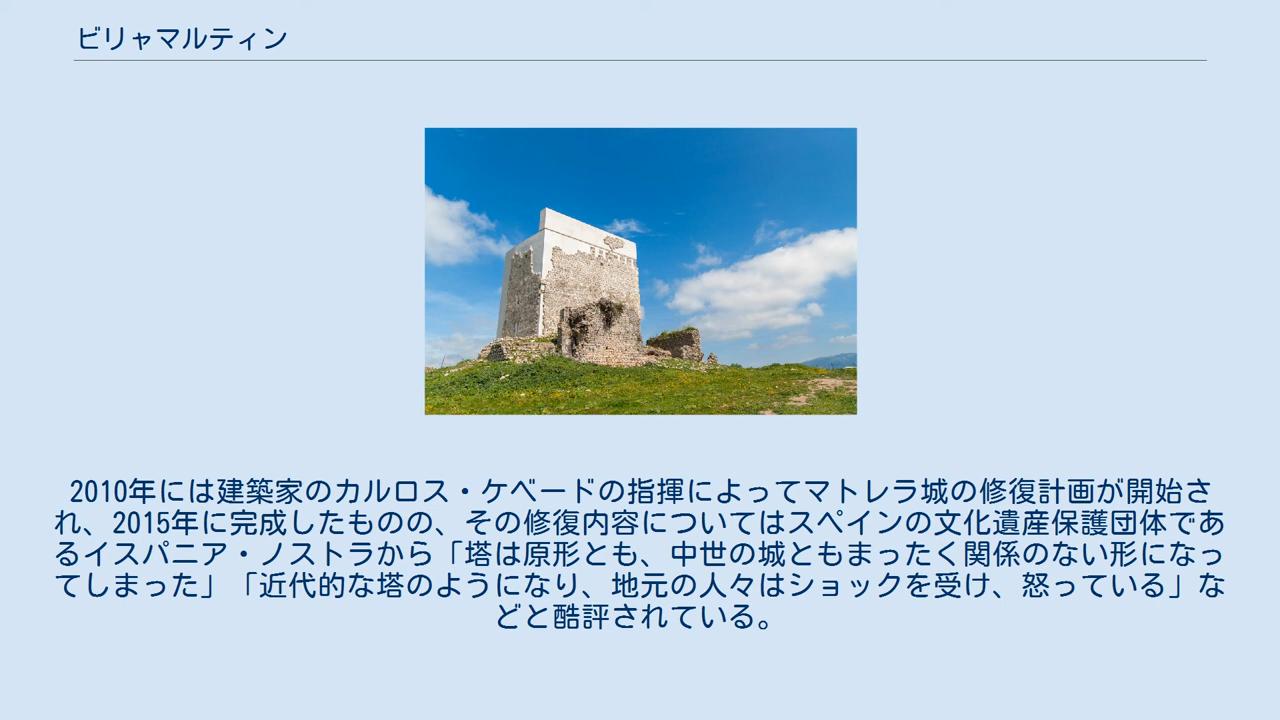 ビリャマルティン
2010年には建築家のカルロス・ケベードの指揮によってマトレラ城の修復計画が開始さ
れ、2015年に完成したものの、その修復内容についてはスペインの文化遺産保護団体であ
るイスパニア・ノストラから「塔は原形とも、中世の城ともまったく関係のない形になっ
てしまった」「近代的な塔のようになり、地元の人々はショックを受け、怒っている」な
どと酷評されている。